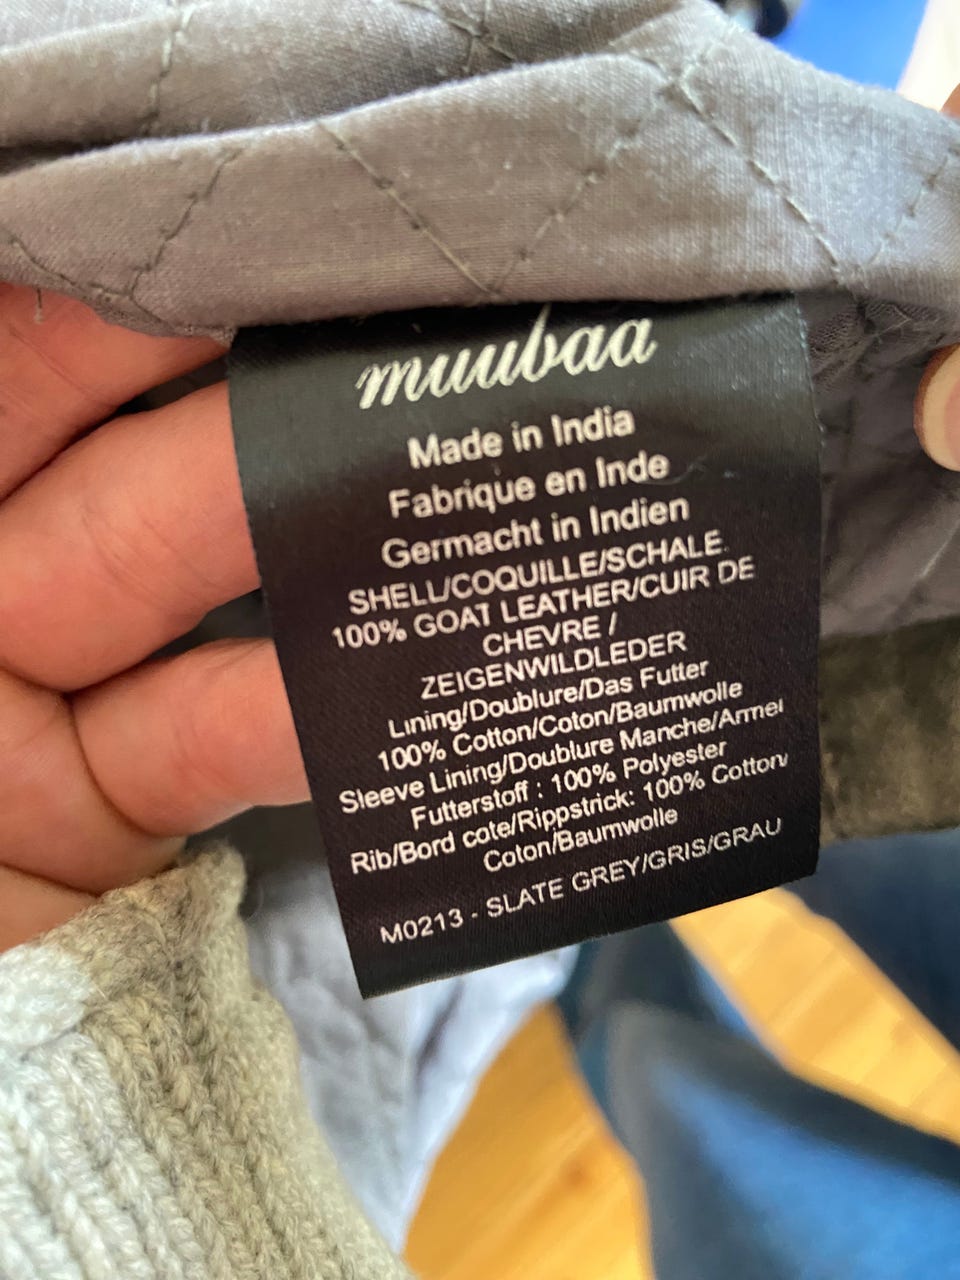 muubaa
Made in India
Fabrique en Inde
Germacht in Indien
SHELL/COQUILLE/SCHALE
100% GOAT LEATHER/CUIR DE
CHEVRE /
ZEIGENWILDLEDER
Lining/Doublure/Das Futter
100% Cotton/Coton/Baumwolle
Sleeve Lining/Doublure Manche/Armel
Futterstoff : 100% Polyester
Rib/Bord cote/Rippstrick: 100% Cotton/
Coton/Baumwolle
M0213 - SLATE GREY/GRIS/GRAU